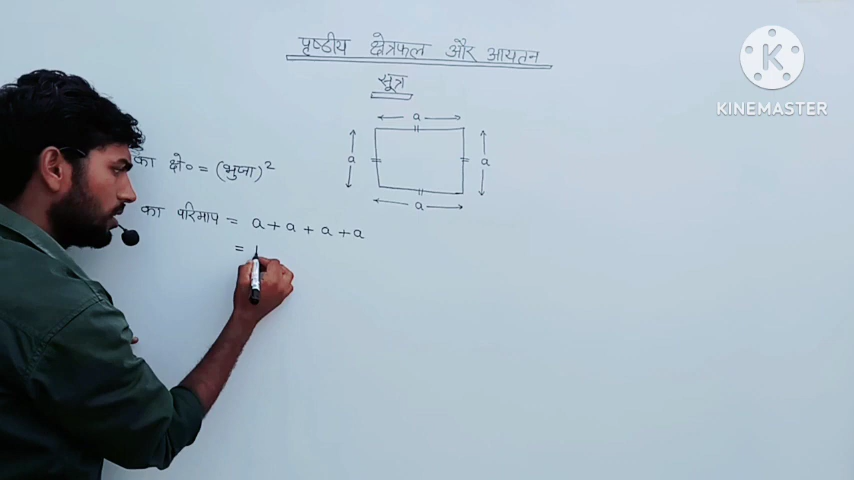 पृष्ठीय क्षेत्रफल और आयतन
सूत्र
KINEMASTER
a
a
a
a
का क्षे० = (भुजा)²
का परिमाप = a + a + a + a
=